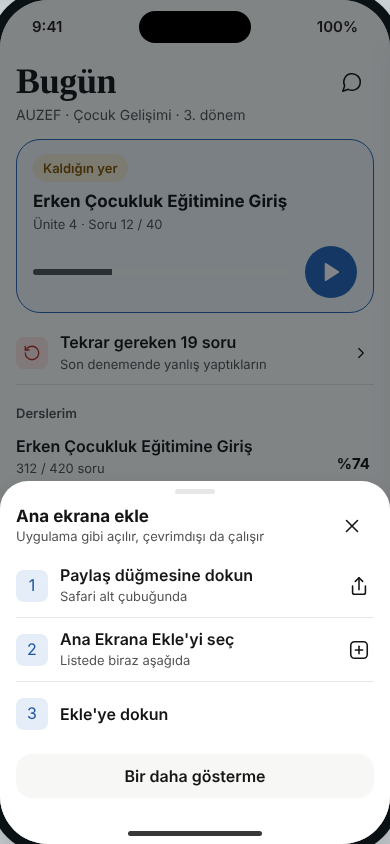 9:41
100%
Bugün
AUZEF · Çocuk Gelişimi · 3. dönem
Kaldığın yer
Erken Çocukluk Eğitimine Giriş
Ünite 4 · Soru 12 / 40
Tekrar gereken 19 soru
Son denemende yanlış yaptıkların
Derslerim
Erken Çocukluk Eğitimine Giriş
312 / 420 soru
%74
Ana ekrana ekle
Uygulama gibi açılır, çevrimdışı da çalışır
1
Paylaş düğmesine dokun
Safari alt çubuğunda
2
Ana Ekrana Ekle'yi seç
Listede biraz aşağıda
3
Ekle'ye dokun
Bir daha gösterme